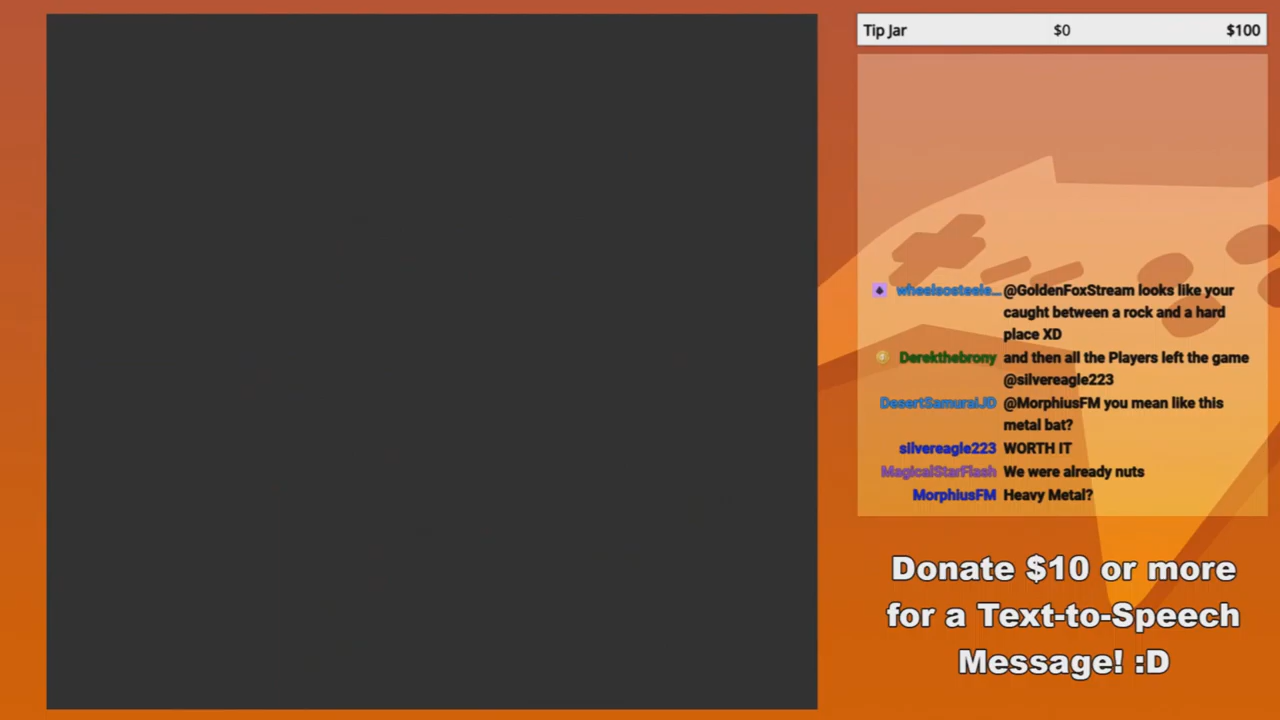 Tip Jar $0 $100
wheelsosteele... @GoldenFoxStream looks like your
caught between a rock and a hard
place XD
Derekthebrony and then all the Players left the game
@silvereagle223
DesertSamuraiJD @MorphiusFM you mean like this
metal bat?
silvereagle223 WORTH IT
MagicalStarFlash We were already nuts
MorphiusFM Heavy Metal?
Donate $10 or more
for a Text-to-Speech
Message! :D